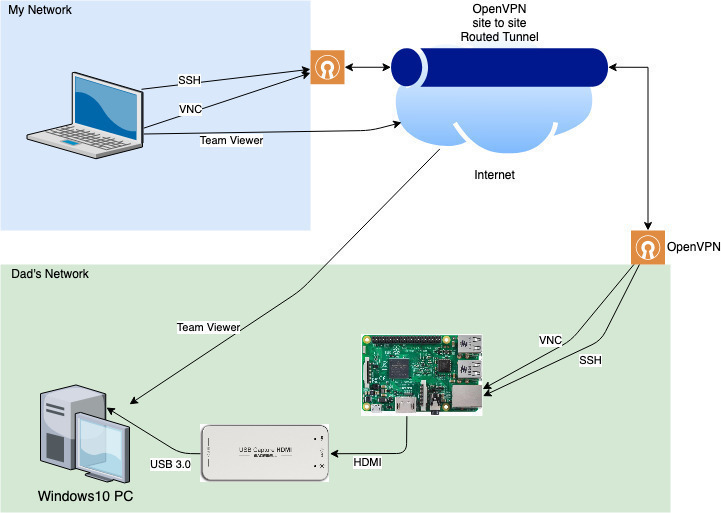 My Network
OpenVPN
site to site
Routed Tunnel
SSH
VNC
Team Viewer
Internet
OpenVPN
Dad's Network
Team Viewer
VNC
SSH
USB Capture HDMI
USB 3.0
HDMI
Windows10 PC